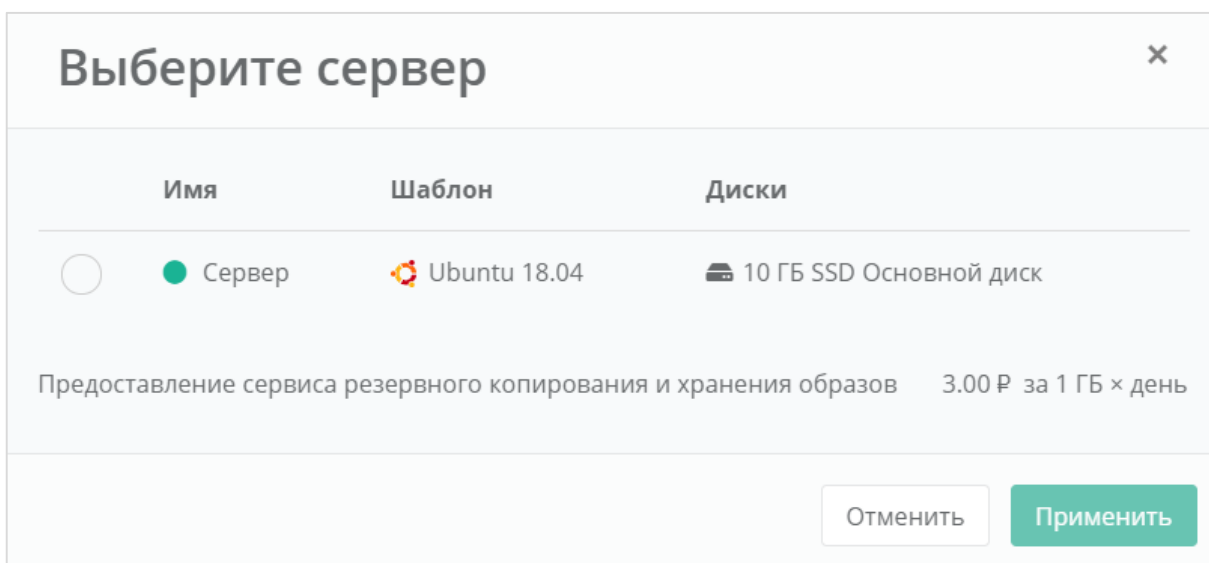 Выберите сервер ×
Имя Шаблон Диски
Сервер Ubuntu 18.04 10 ГБ SSD Основной диск
Предоставление сервиса резервного копирования и хранения образов 3.00 ₽ за 1 ГБ × день
Отменить Применить